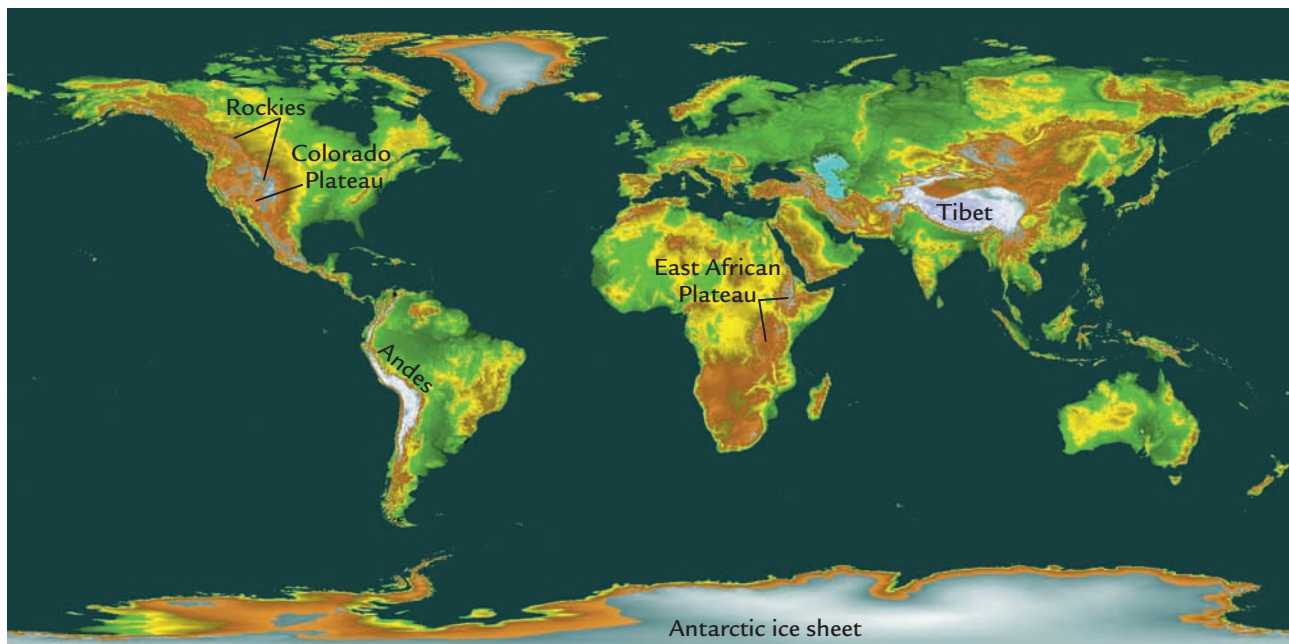 Rockies
Colorado
Plateau
Tibet
East African
Plateau
Andes
Antarctic ice sheet